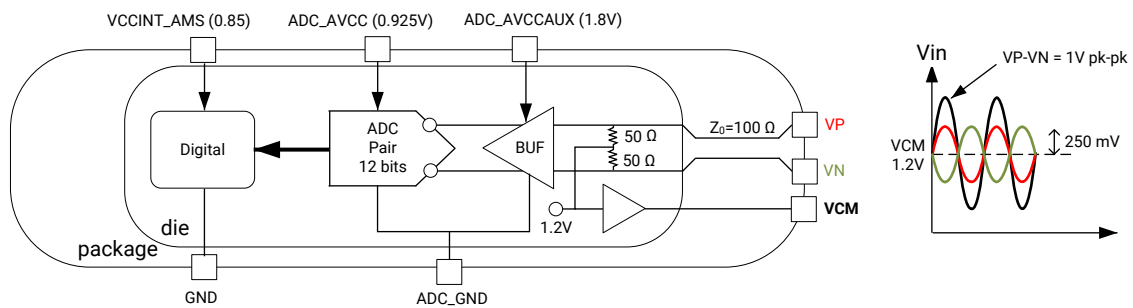 VCCINT_AMS (0.85)
ADC_AVCC (0.925V)
ADC_AVCCAUX (1.8V)
Digital
ADC
Pair
12 bits
BUF
50 Ω
50 Ω
Z₀=100 Ω
VP
VN
VCM
1.2V
die
package
GND
ADC_GND
Vin
VP-VN = 1V pk-pk
VCM
1.2V
250 mV